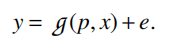 y = g(p,x)+e.